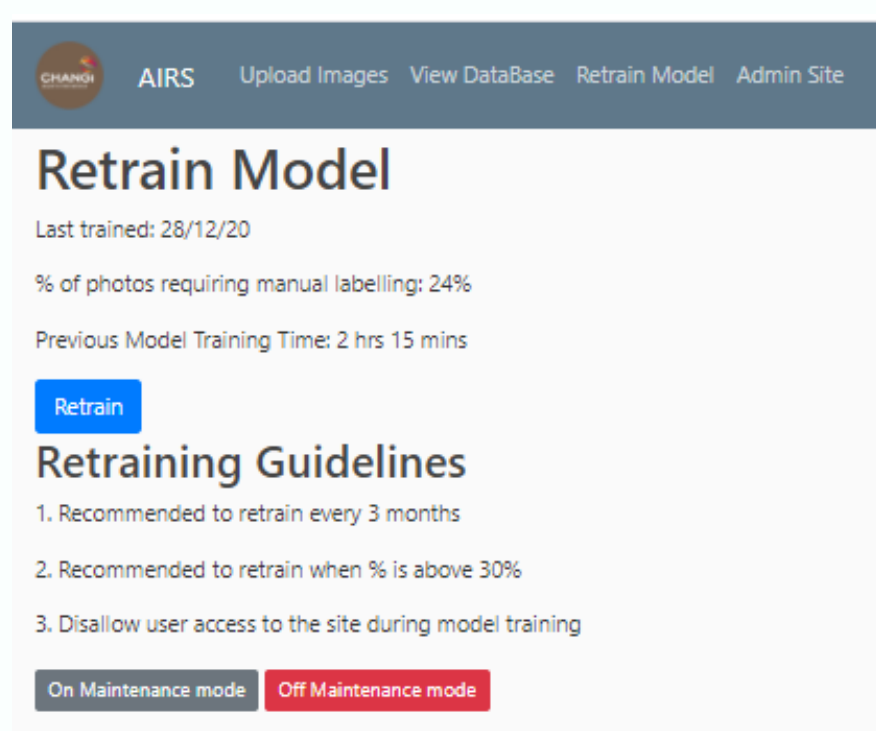 CHANGI
AIRS Upload Images View DataBase Retrain Model Admin Site
Retrain Model
Last trained: 28/12/20
% of photos requiring manual labelling: 24%
Previous Model Training Time: 2 hrs 15 mins
Retrain
Retraining Guidelines
1. Recommended to retrain every 3 months
2. Recommended to retrain when % is above 30%
3. Disallow user access to the site during model training
On Maintenance mode Off Maintenance mode